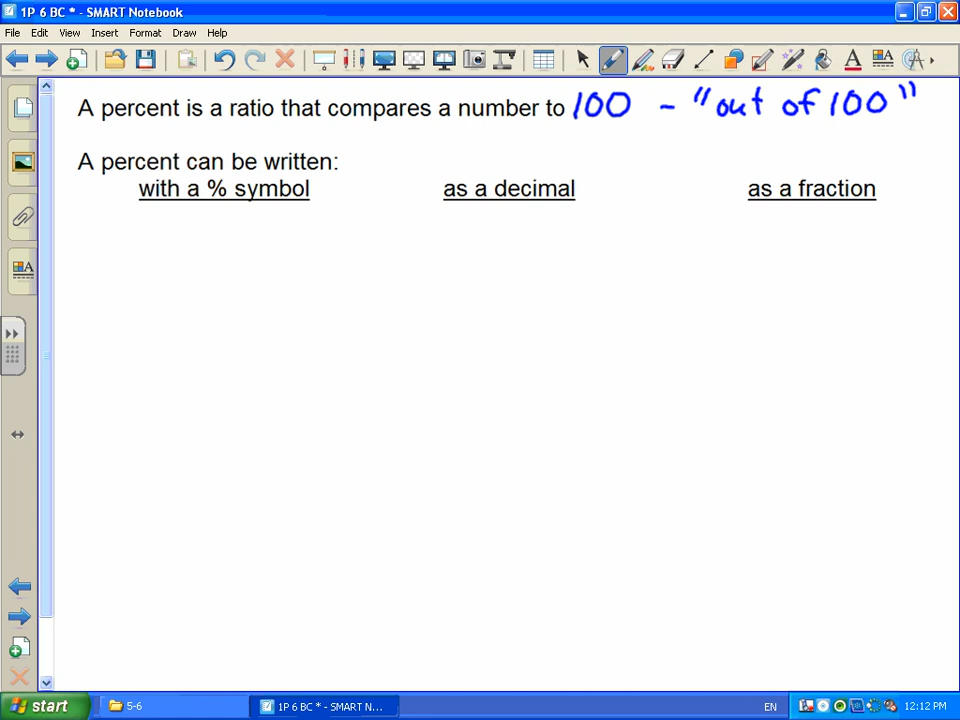 1P 6 BC * - SMART Notebook
File Edit View Insert Format Draw Help
A percent is a ratio that compares a number to 100 - "out of 100"
A percent can be written:
with a % symbol as a decimal as a fraction
start 5-6 1P 6 BC * - SMART N... EN 12:12 PM